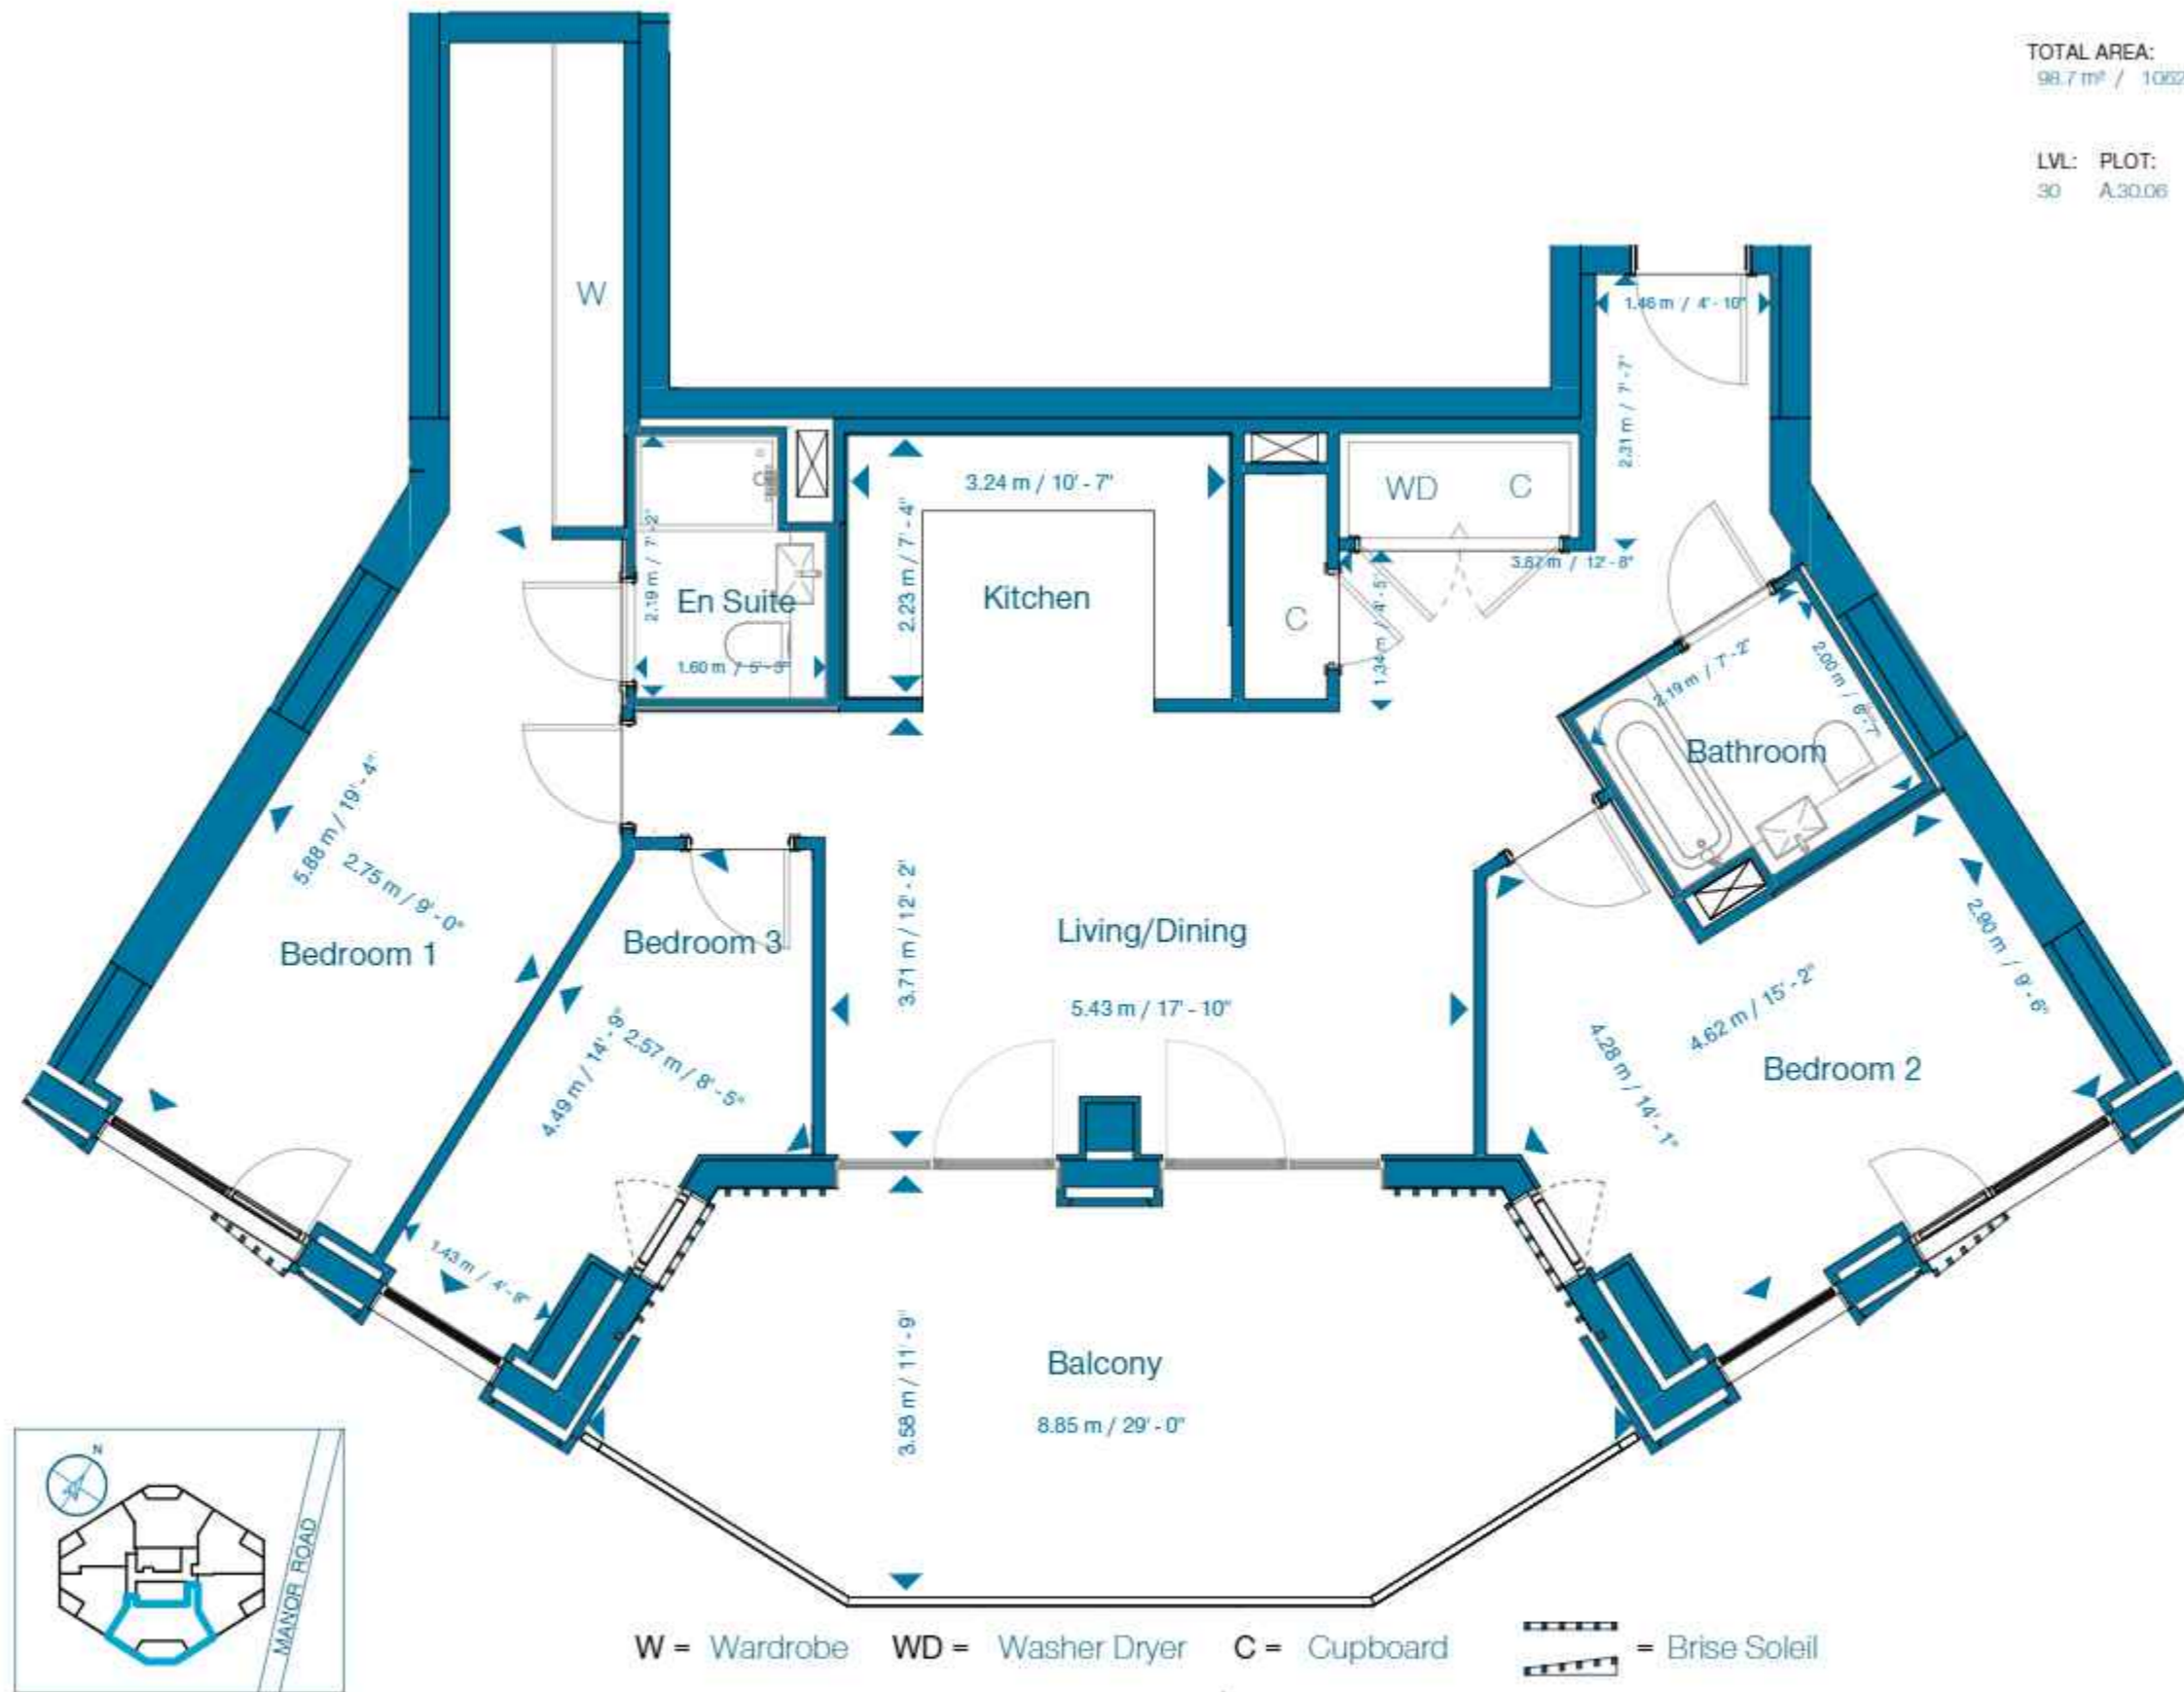 TOTAL AREA:
98.7 m² / 1062
LVL: PLOT:
30 A.30.06
W
1.46 m / 4' - 10"
2.31 m / 7' - 7"
3.24 m / 10' - 7"
WD C
2.23 m / 7' - 4"
2.19 m / 7' - 2"
En Suite
1.60 m / 5' - 3"
Kitchen
C
1.34 m / 4' - 5"
3.87 m / 12' - 8"
2.19 m / 7' - 2"
2.00 m / 6' - 7"
Bathroom
5.88 m / 19' - 4"
2.75 m / 9' - 0"
Bedroom 1
Bedroom 3
3.71 m / 12' - 2"
Living/Dining
5.43 m / 17' - 10"
4.49 m / 14' - 9"
2.57 m / 8' - 5"
2.90 m / 9' - 6"
4.62 m / 15' - 2"
4.28 m / 14' - 1"
Bedroom 2
1.43 m / 4' - 8"
3.58 m / 11' - 9"
Balcony
8.85 m / 29' - 0"
N
MANOR ROAD
W = Wardrobe WD = Washer Dryer C = Cupboard = Brise Soleil